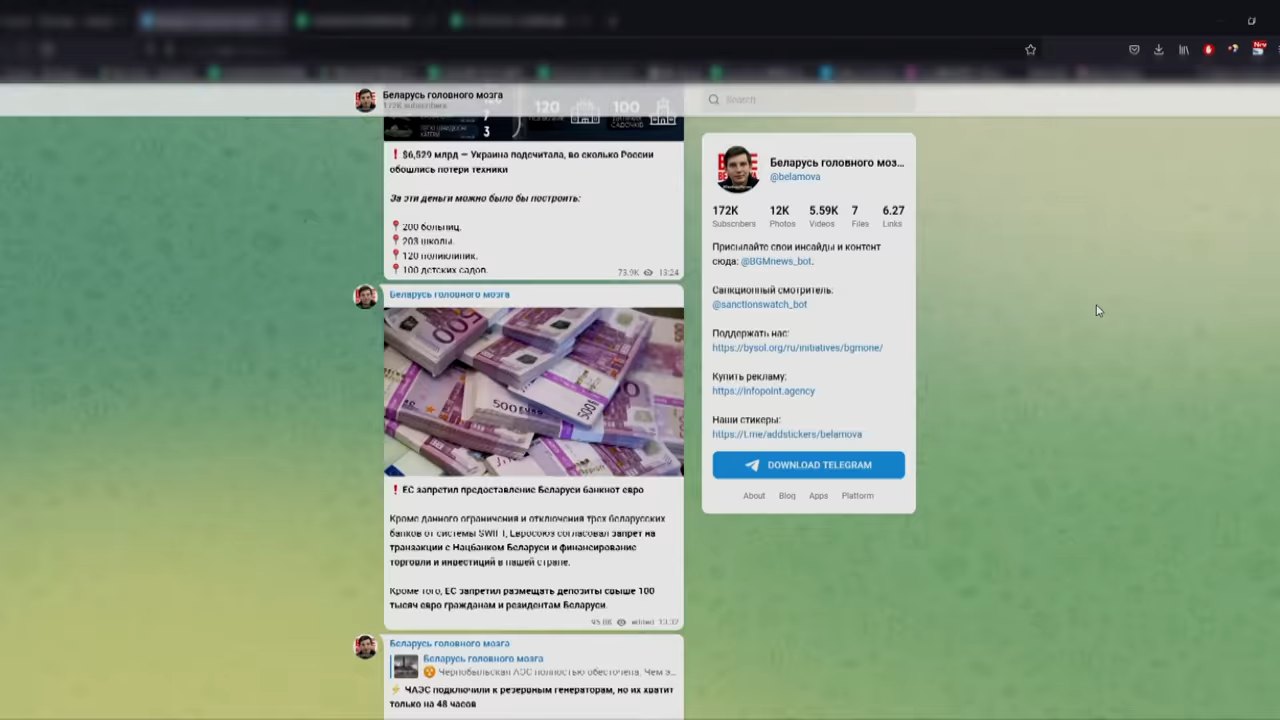 Беларусь головного мозга
172K subscribers
Search
120
100
САДОЧКІВ
7
3
❗ $6,529 млрд — Украина подсчитала, во сколько России
обошлись потери техники
За эти деньги можно было бы построить:
📍 200 больниц.
📍 203 школы.
📍 120 поликлиник.
📍 100 детских садов.
73.9K 13:24
Беларусь головного мозга
500 EURO
❗ ЕС запретил предоставление Беларуси банкнот евро
Кроме данного ограничения и отключения трех беларусских
банков от системы SWIFT, Евросоюз согласовал запрет на
транзакции с Нацбанком Беларуси и финансирование
торговли и инвестиций в нашей стране.
Кроме того, ЕС запретил размещать депозиты свыше 100
тысяч евро гражданам и резидентам Беларуси.
edited 13:32
Беларусь головного мозга
Беларусь головного мозга
Чернобыльская АЭС полностью обесточена. Чем э...
⚡ ЧАЭС подключили к резервным генераторам, но их хватит
только на 48 часов
Беларусь головного моз...
@belamova
172K 12K 5.59K 7 6.27
Subscribers Photos Videos Files Links
Присылайте свои инсайды и контент
сюда: @BGMnews_bot.
Санкционный смотритель:
@sanctionswatch_bot
Поддержать нас:
https://bysol.org/ru/initiatives/bgmone/
Купить рекламу:
https://infopoint.agency
Наши стикеры:
https://t.me/addstickers/belamova
DOWNLOAD TELEGRAM
About Blog Apps Platform